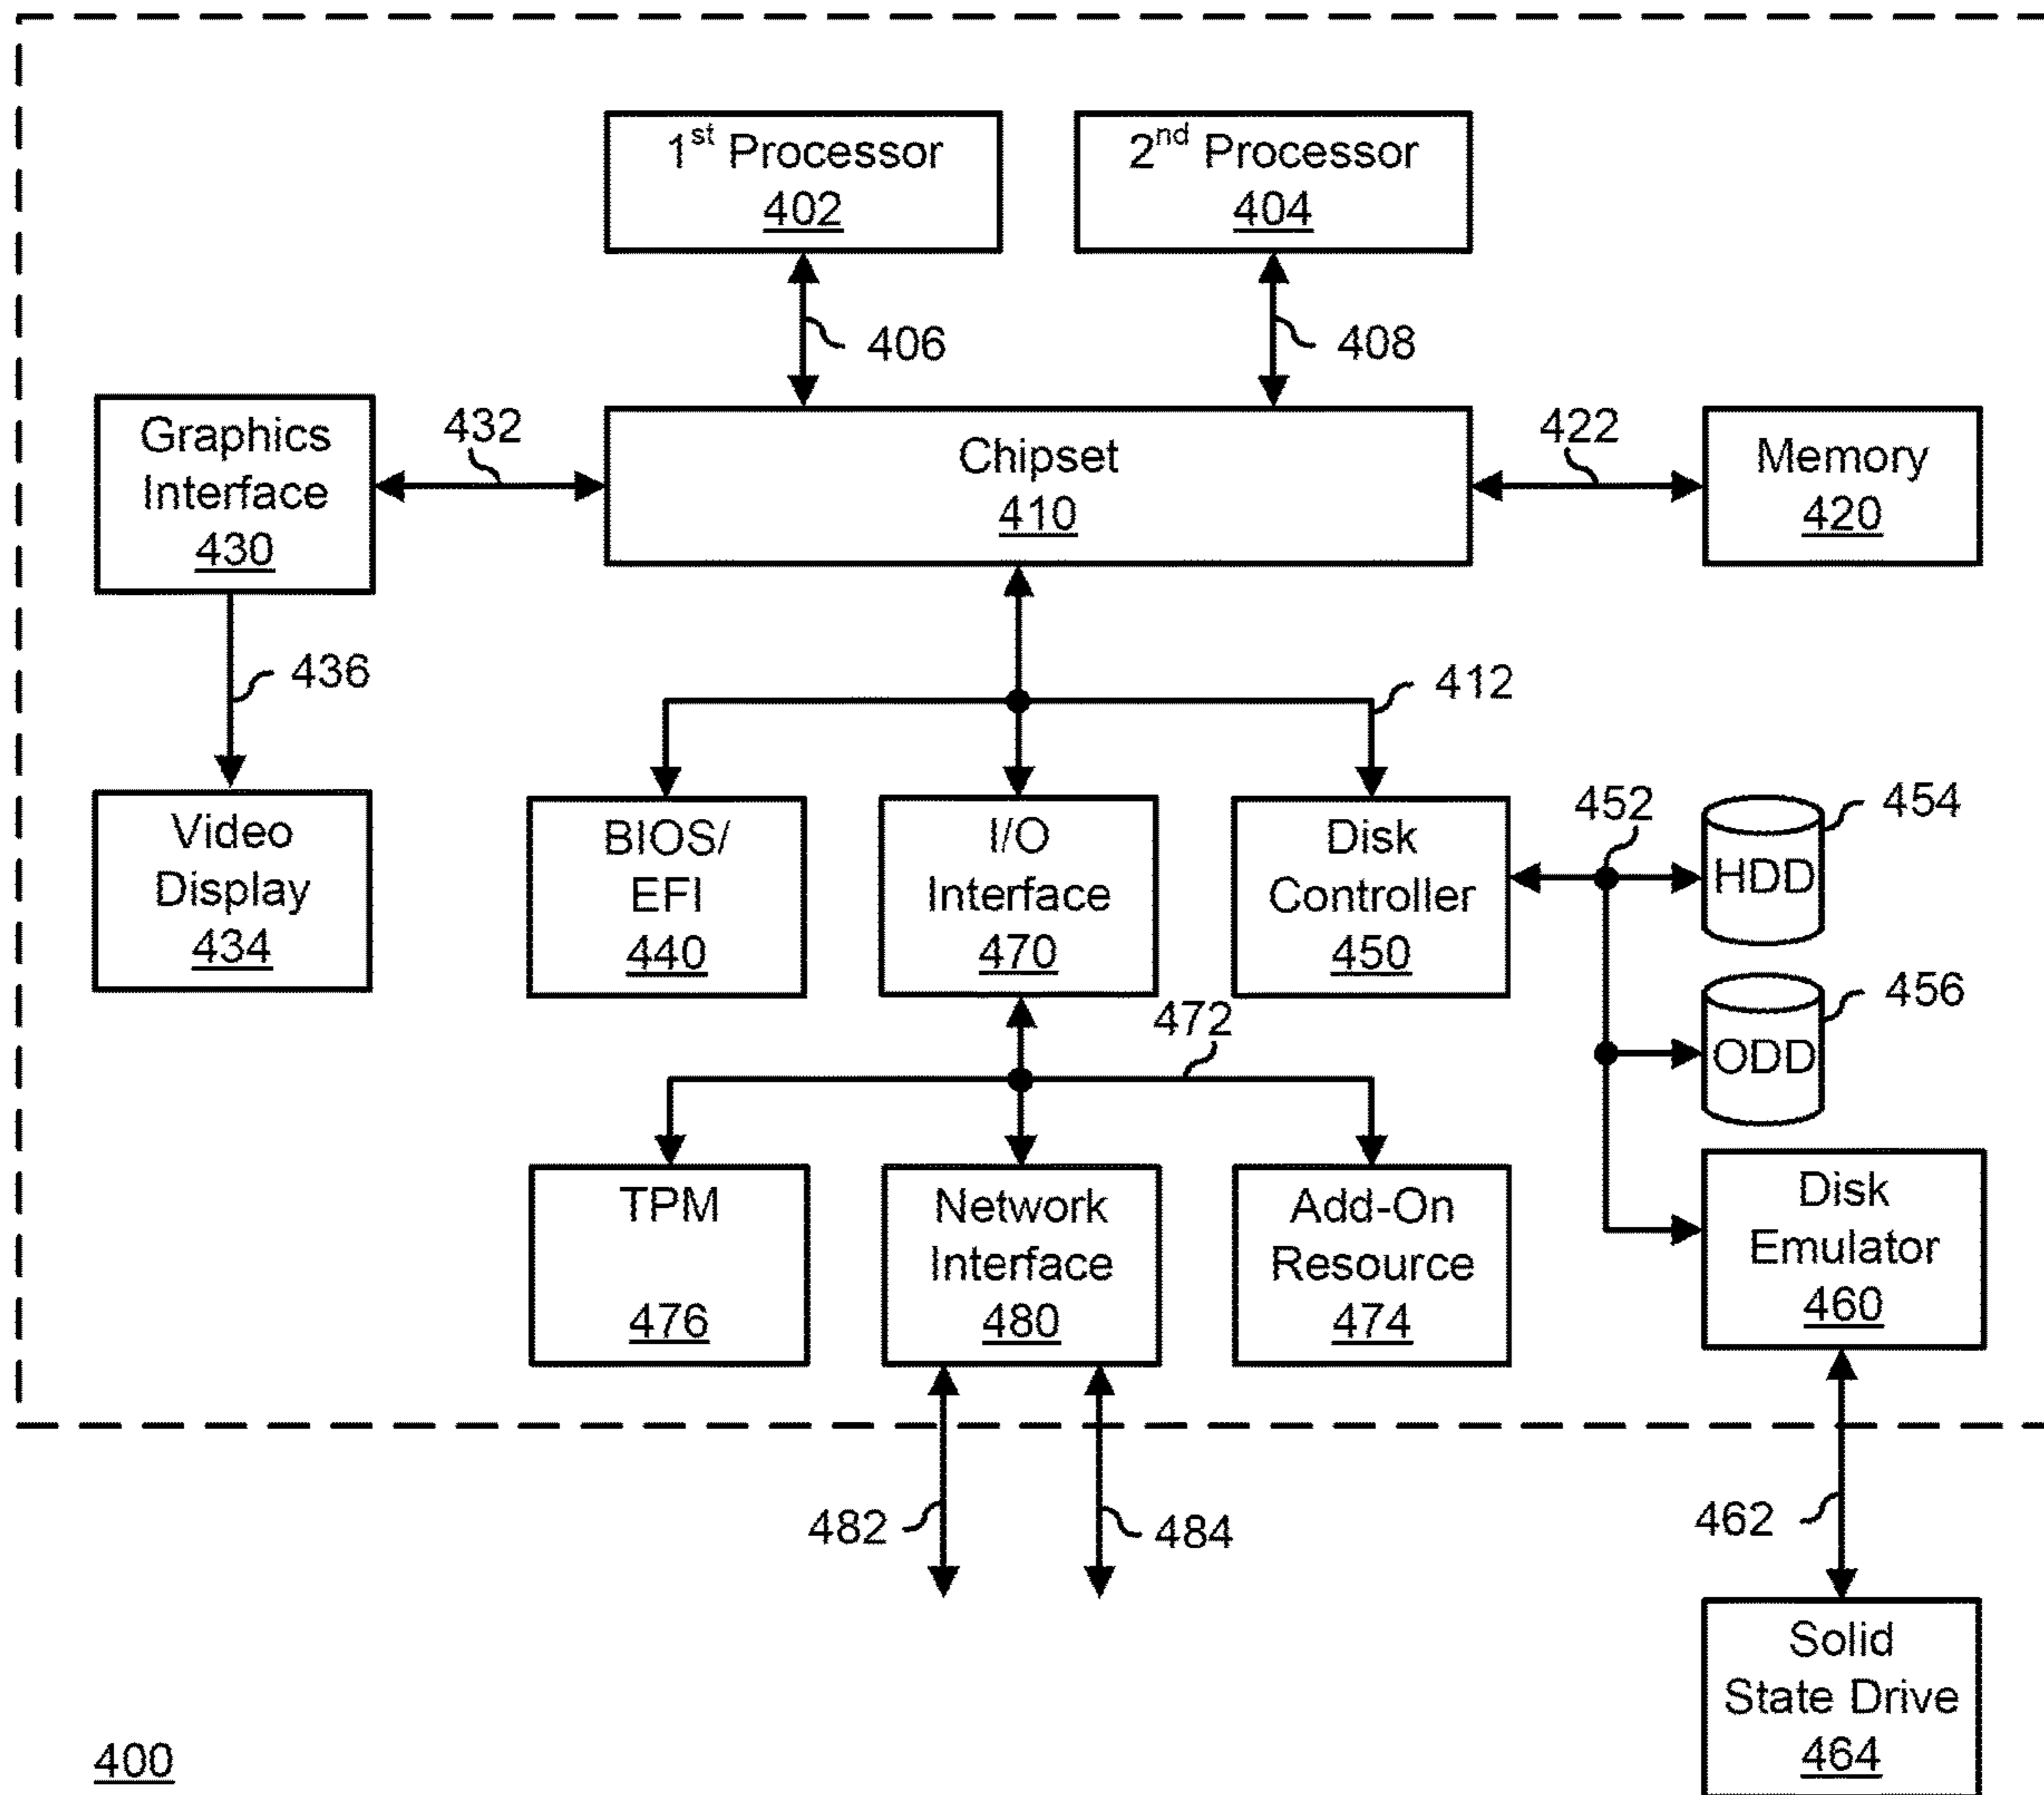 1st Processor
402
2nd Processor
404
406
408
Graphics
Interface
430
432
Chipset
410
422
Memory
420
436
412
Video
Display
434
BIOS/
EFI
440
I/O
Interface
470
Disk
Controller
450
452
454
HDD
456
ODD
472
TPM
476
Network
Interface
480
Add-On
Resource
474
Disk
Emulator
460
482
484
462
Solid
State Drive
464
400